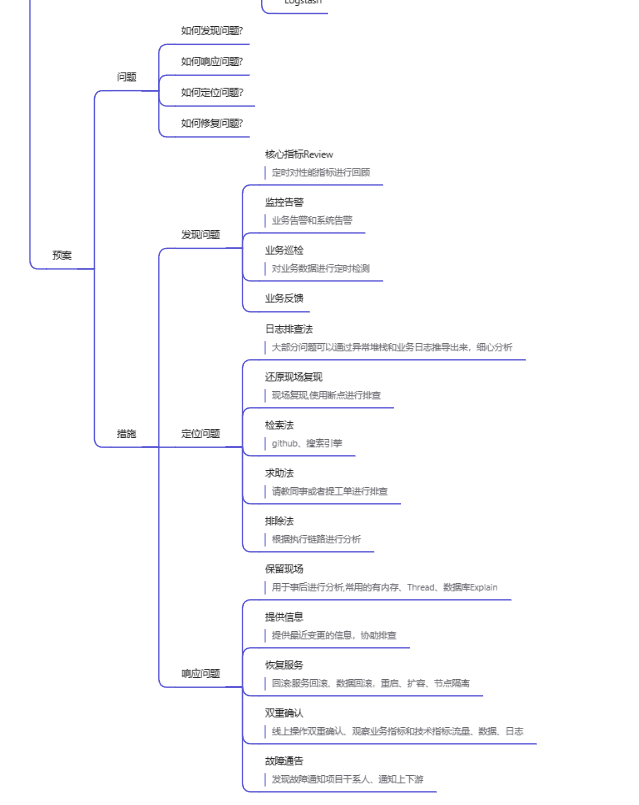 Logstash
如何发现问题?
如何响应问题?
问题
如何定位问题?
如何修复问题?
核心指标Review
定时对性能指标进行回顾
监控告警
业务告警和系统告警
发现问题
业务巡检
对业务数据进行定时检测
预案
业务反馈
日志排查法
大部分问题可以通过异常堆栈和业务日志推导出来，细心分析
还原现场复现
现场复现,使用断点进行排查
措施
定位问题
检索法
github、搜索引擎
求助法
请教同事或者提工单进行排查
排除法
根据执行链路进行分析
保留现场
用于事后进行分析,常用的有内存、Thread、数据库Explain
提供信息
提供最近变更的信息，协助排查
响应问题
恢复服务
回滚:服务回滚、数据回滚，重启、扩容、节点隔离
双重确认
线上操作双重确认、观察业务指标和技术指标:流量、数据、日志
故障通告
发现故障通知项目干系人、通知上下游